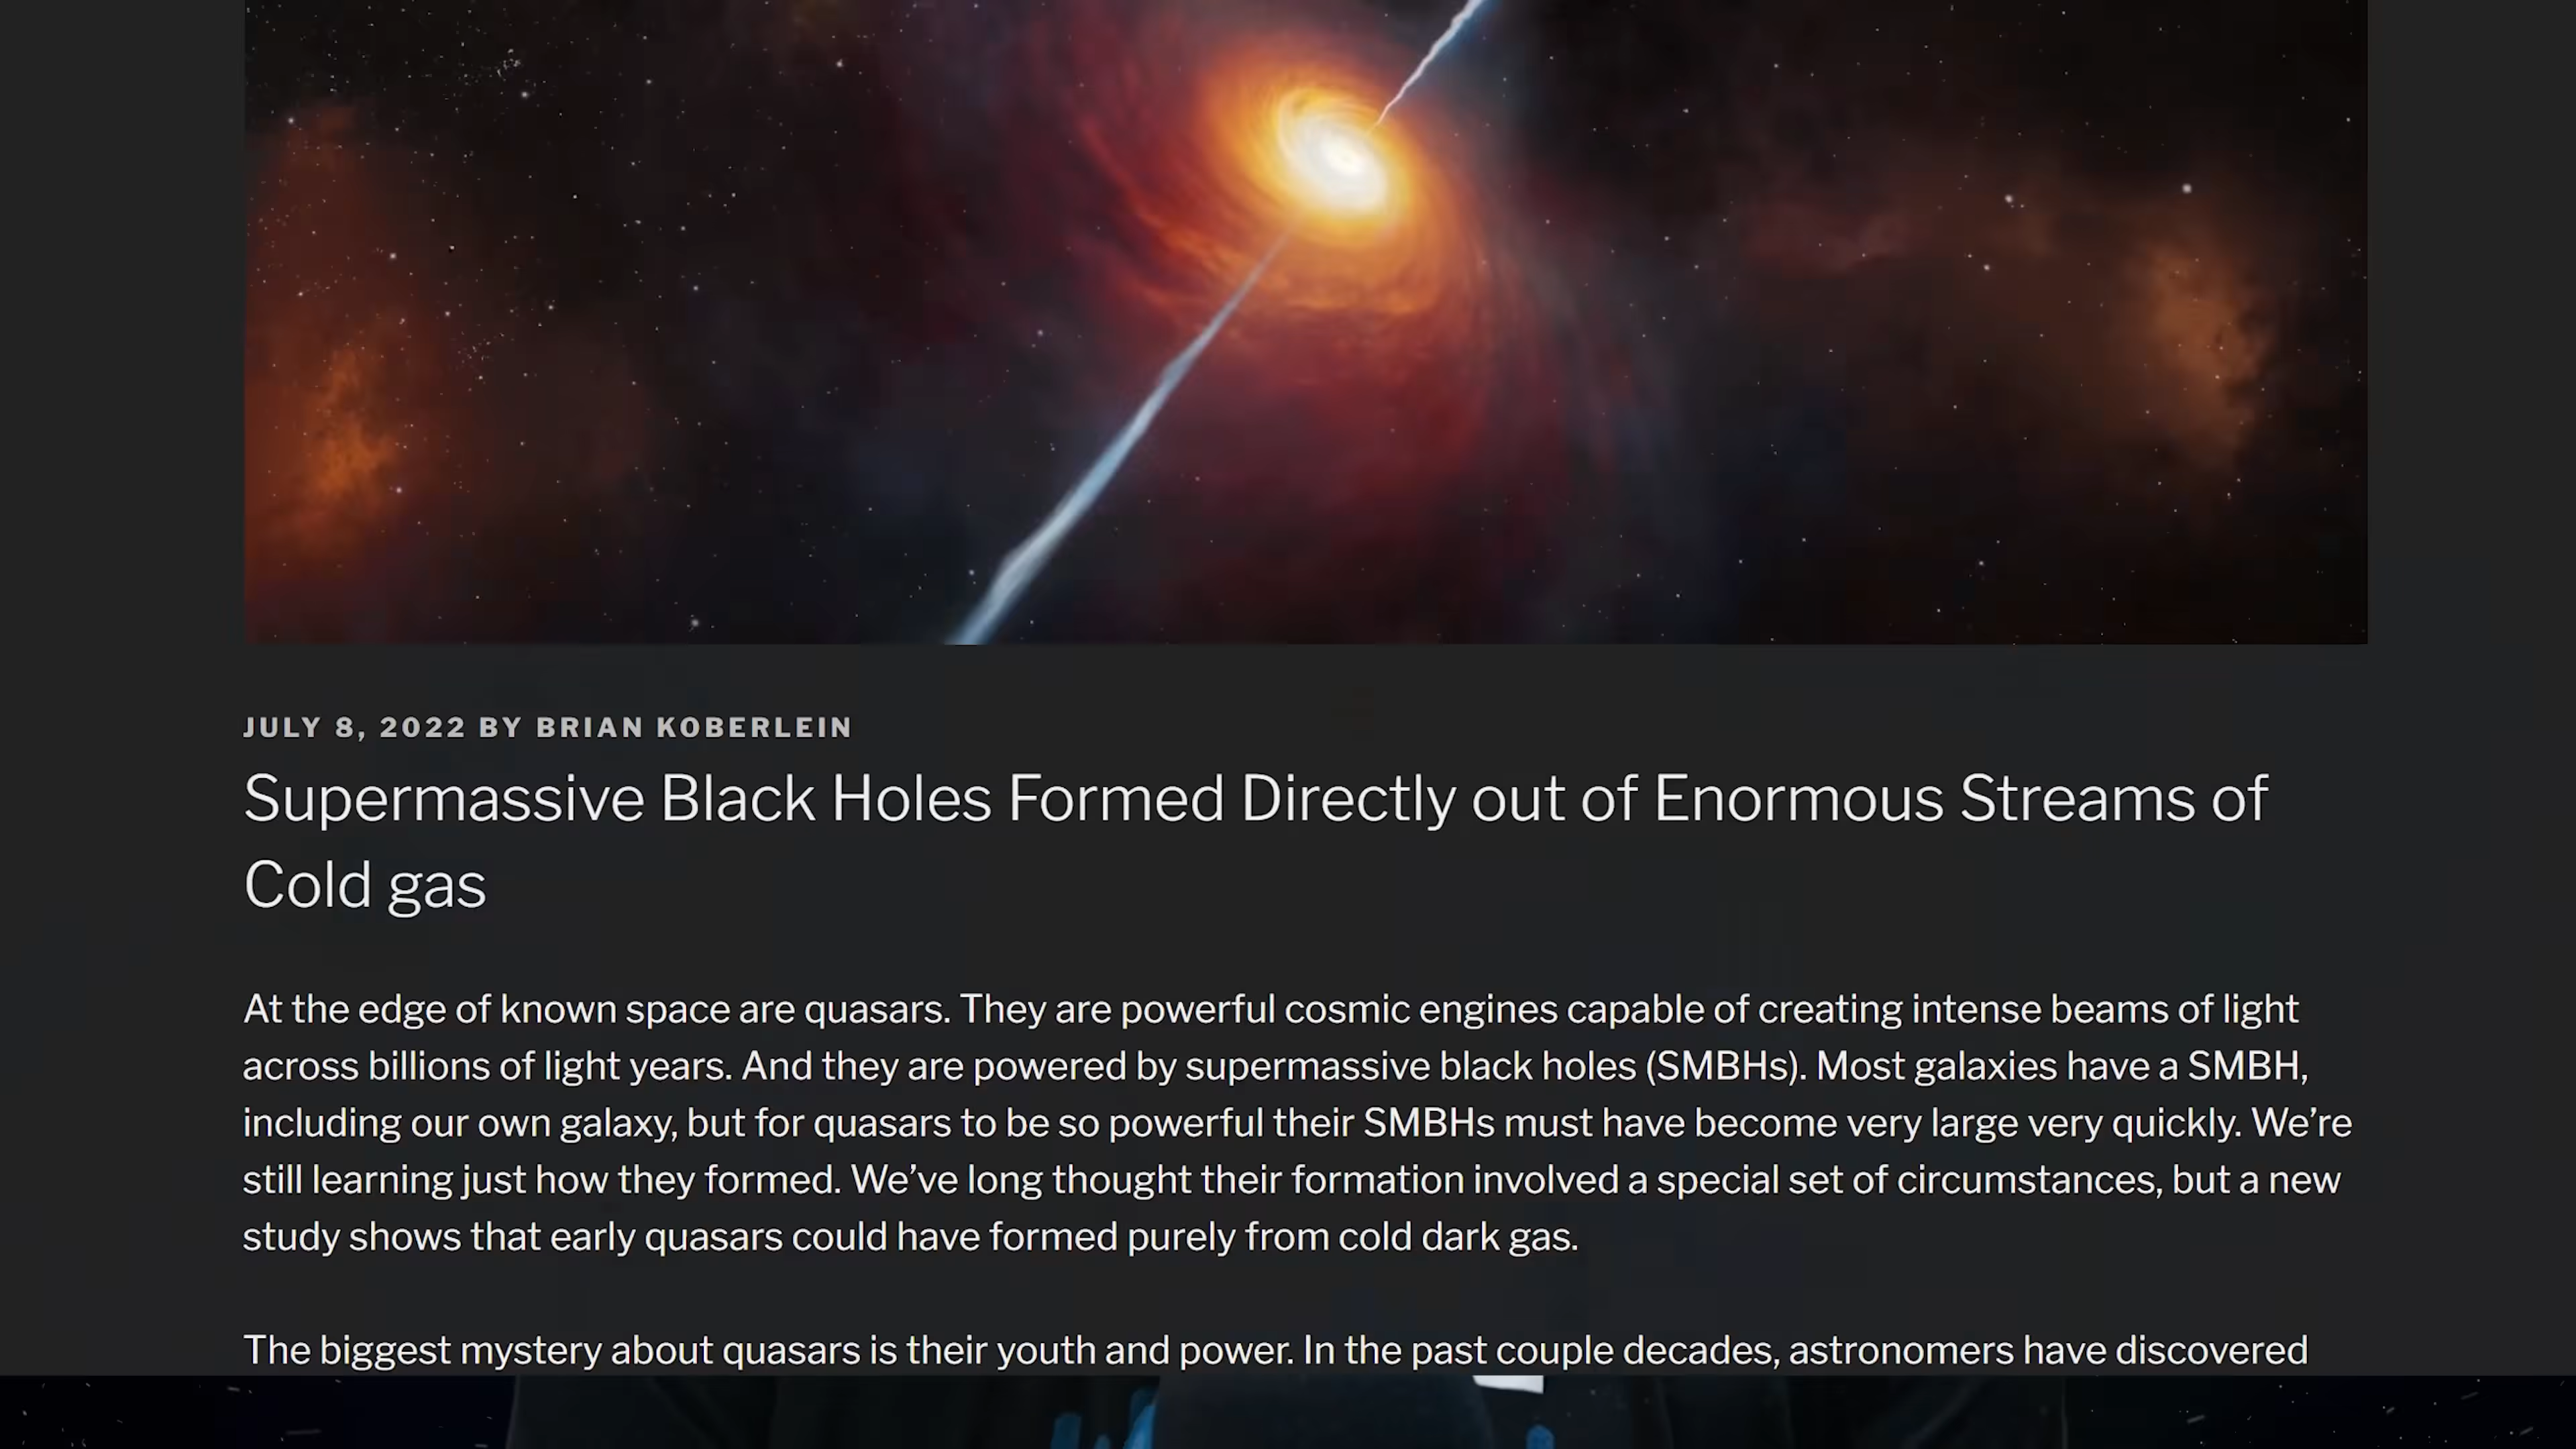 JULY 8, 2022 BY BRIAN KOBERLEIN
Supermassive Black Holes Formed Directly out of Enormous Streams of
Cold gas
At the edge of known space are quasars. They are powerful cosmic engines capable of creating intense beams of light
across billions of light years. And they are powered by supermassive black holes (SMBHs). Most galaxies have a SMBH,
including our own galaxy, but for quasars to be so powerful their SMBHs must have become very large very quickly. We’re
still learning just how they formed. We’ve long thought their formation involved a special set of circumstances, but a new
study shows that early quasars could have formed purely from cold dark gas.
The biggest mystery about quasars is their youth and power. In the past couple decades, astronomers have discovered